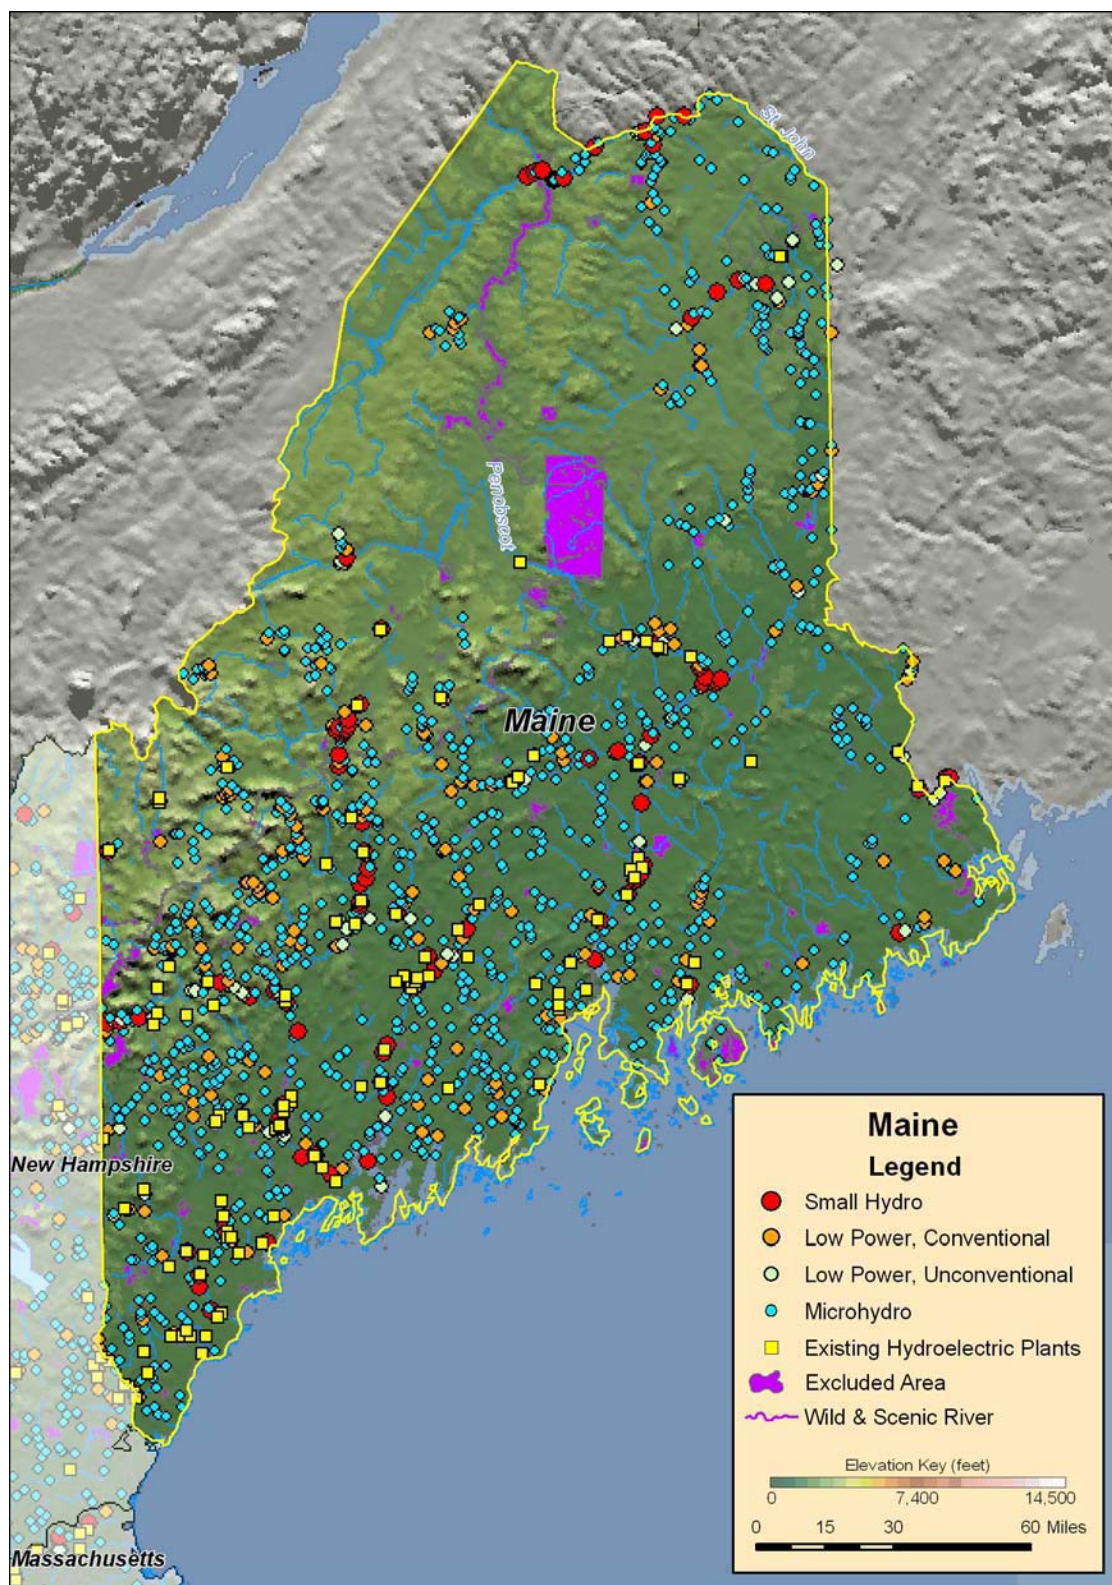 St. John
Penobscot
Maine
New Hampshire
Massachusetts
Maine
Legend
Small Hydro
Low Power, Conventional
Low Power, Unconventional
Microhydro
Existing Hydroelectric Plants
Excluded Area
Wild & Scenic River
Elevation Key (feet)
0 7,400 14,500
0 15 30 60 Miles